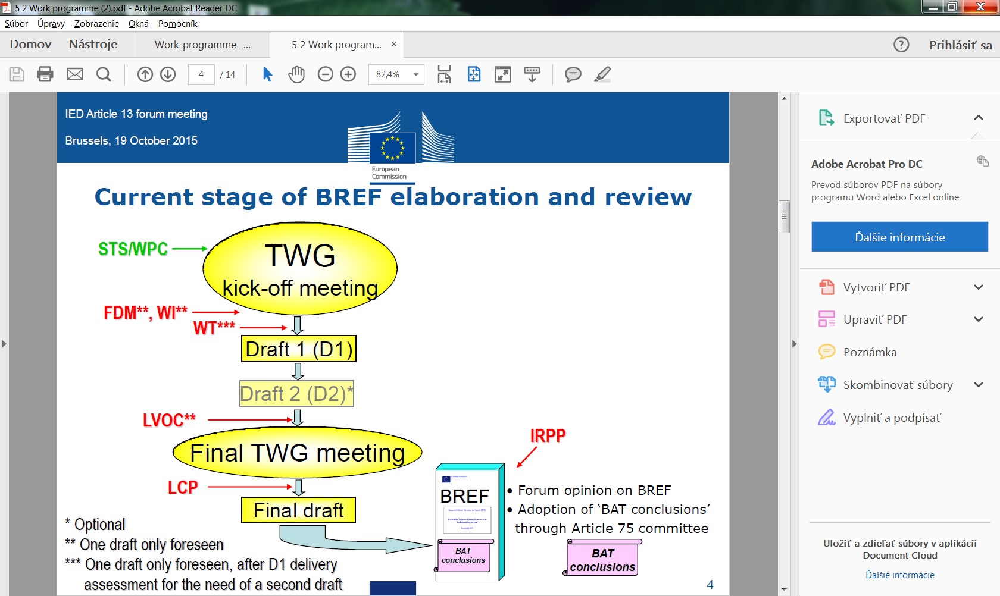 5 2 Work programme (2).pdf - Adobe Acrobat Reader DC
Súbor Úpravy Zobrazenie Okná Pomocník
Domov Nástroje Work_programme_ ... 5 2 Work program... × ? Prihlásiť sa
4 / 14 82,4%
IED Article 13 forum meeting
Brussels, 19 October 2015
European
Commission
Current stage of BREF elaboration and review
STS/WPC
TWG
kick-off meeting
FDM**, WI**
WT***
Draft 1 (D1)
Draft 2 (D2)*
LVOC**
Final TWG meeting
LCP
Final draft
IRPP
BREF
BAT
conclusions
• Forum opinion on BREF
• Adoption of ‘BAT conclusions’
through Article 75 committee
BAT
conclusions
* Optional
** One draft only foreseen
*** One draft only foreseen, after D1 delivery
assessment for the need of a second draft
4
Exportovať PDF
Adobe Acrobat Pro DC
Prevod súborov PDF na súbory
programu Word alebo Excel online
Ďalšie informácie
Vytvoriť PDF
Upraviť PDF
Poznámka
Skombinovať súbory
Vyplniť a podpísať
Uložiť a zdieľať súbory v aplikácii
Document Cloud
Ďalšie informácie